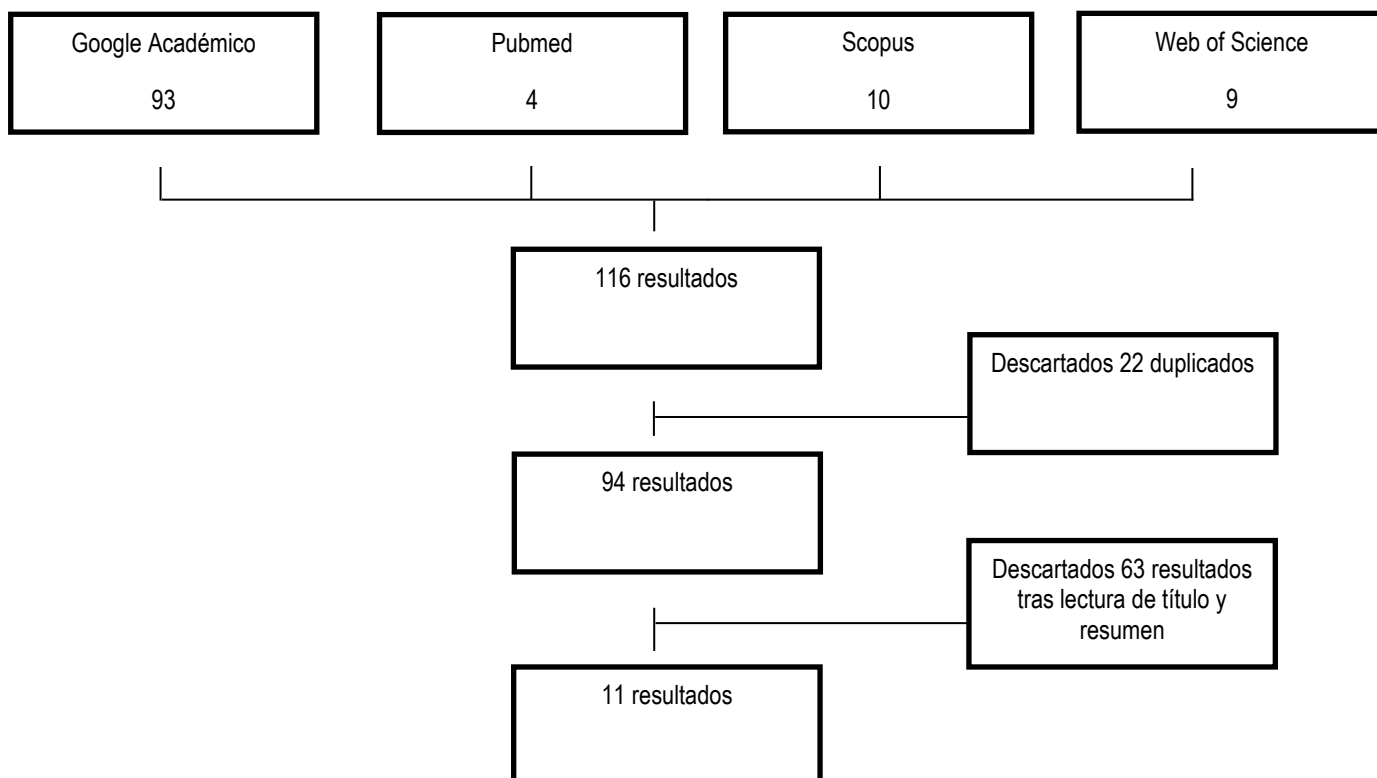 Google Académico
93
Pubmed
4
Scopus
10
Web of Science
9
116 resultados
Descartados 22 duplicados
94 resultados
Descartados 63 resultados
tras lectura de título y
resumen
11 resultados